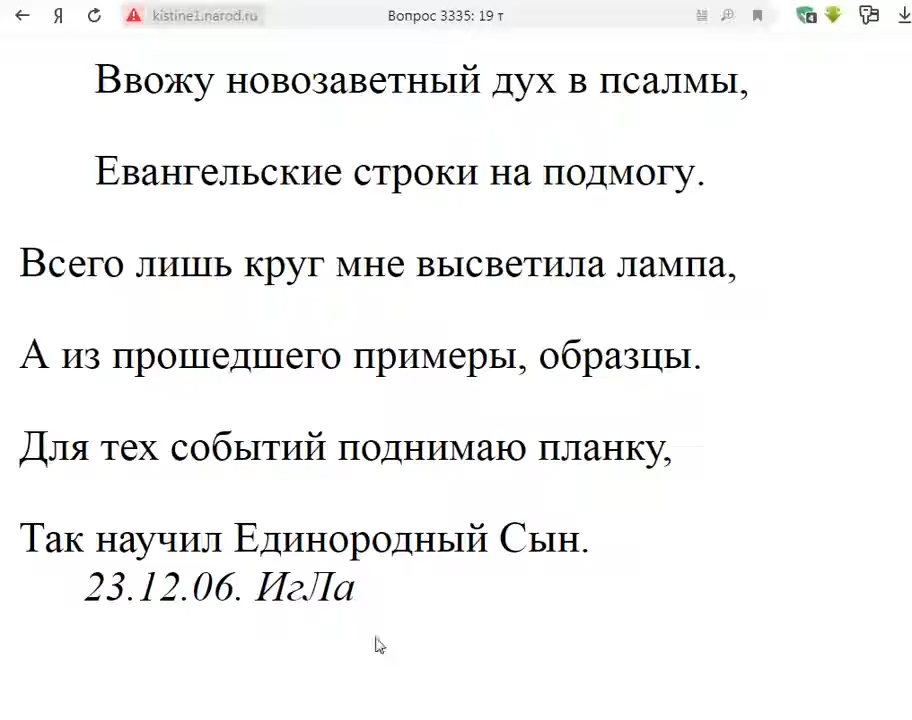 kistine1.narod.ru Вопрос 3335: 19 т
Ввожу новозаветный дух в псалмы,
Евангельские строки на подмогу.
Всего лишь круг мне высветила лампа,
А из прошедшего примеры, образцы.
Для тех событий поднимаю планку,
Так научил Единородный Сын.
23.12.06. ИгЛа